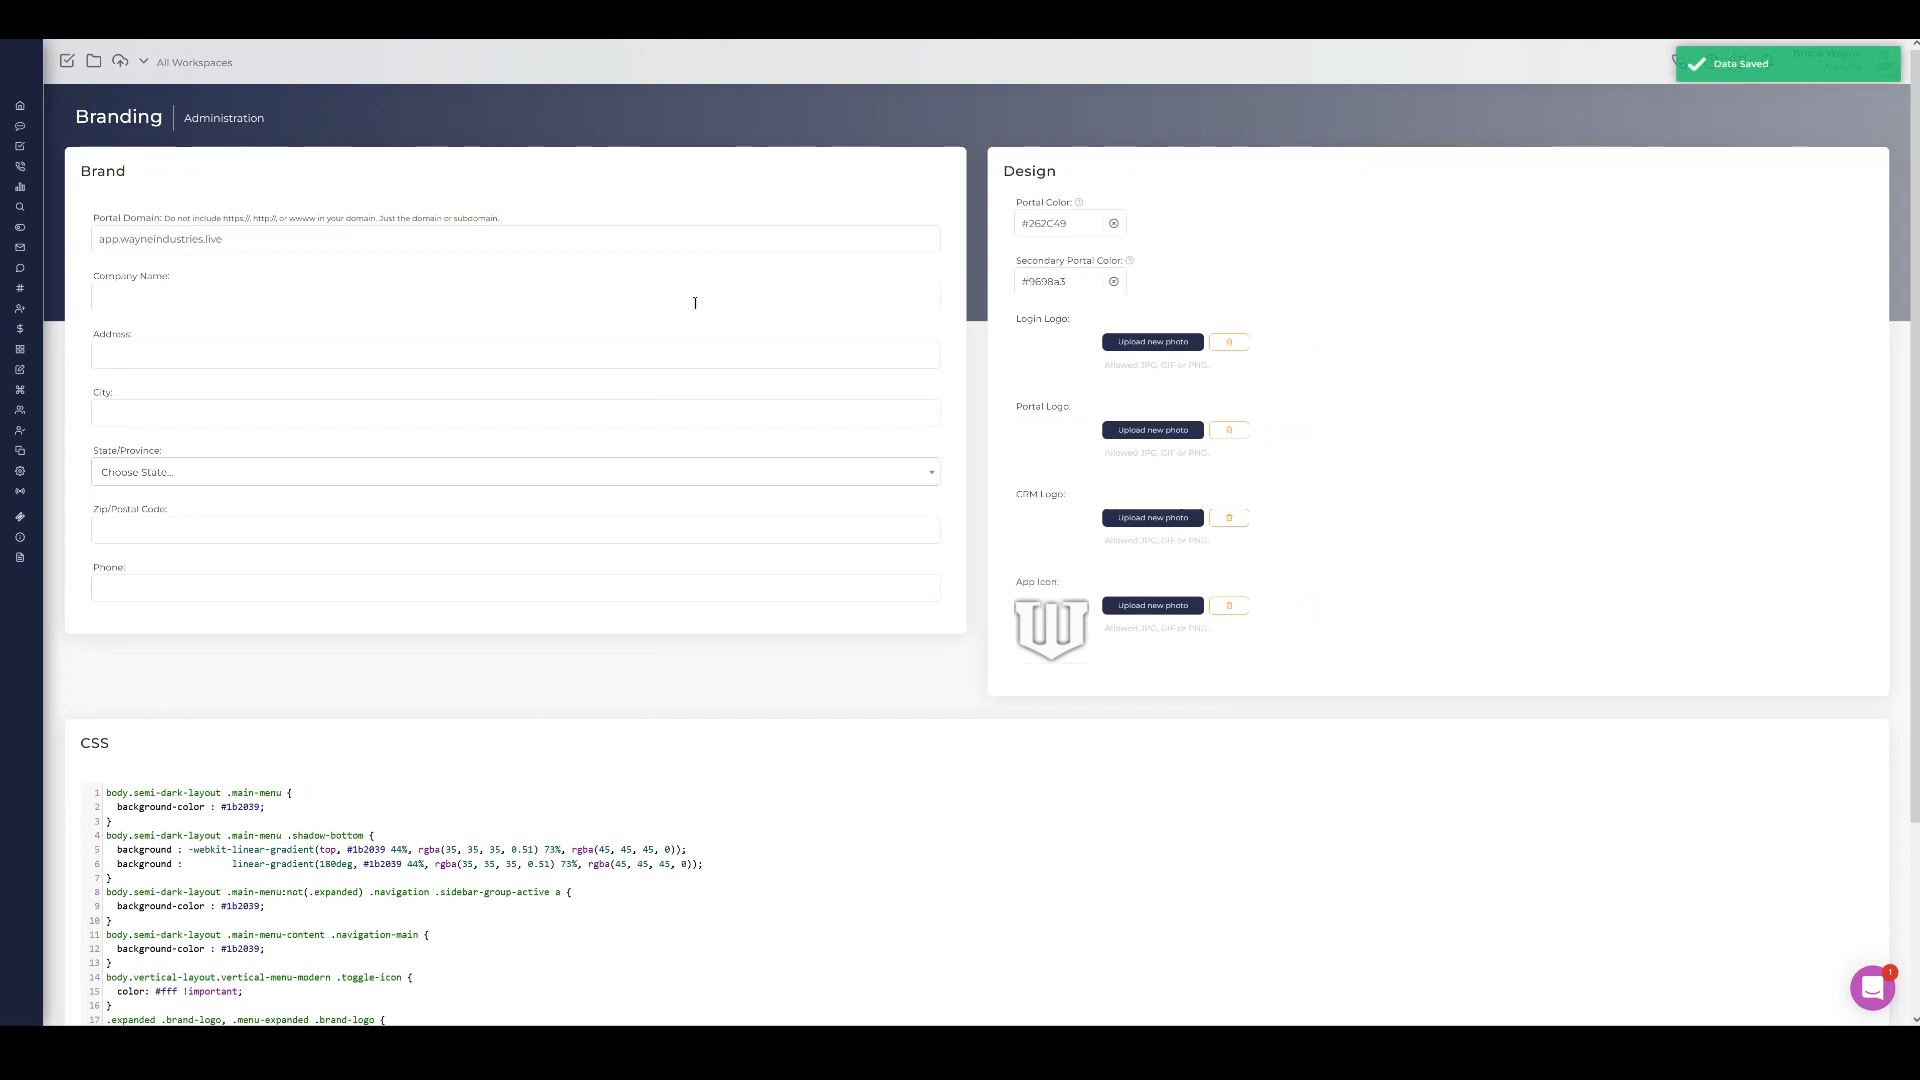 All Workspaces
Data Saved
Branding
Administration
Brand
Portal Domain: Do not include https://, http://, or wwww in your domain. Just the domain or subdomain.
app.wayneindustries.live
Company Name:
Address:
City:
State/Province:
Choose State...
Zip/Postal Code:
Phone:
Design
Portal Color:
#262C49
Secondary Portal Color:
#9698a3
Login Logo:
Upload new photo
Allowed JPG, GIF or PNG.
Portal Logo:
Upload new photo
Allowed JPG, GIF or PNG.
CRM Logo:
Upload new photo
Allowed JPG, GIF or PNG.
App Icon:
W
Upload new photo
Allowed JPG, GIF or PNG.
CSS
1 body.semi-dark-layout .main-menu {
2 background-color : #1b2039;
3 }
4 body.semi-dark-layout .main-menu .shadow-bottom {
5 background : -webkit-linear-gradient(top, #1b2039 44%, rgba(35, 35, 35, 0.51) 73%, rgba(45, 45, 45, 0));
6 background : linear-gradient(180deg, #1b2039 44%, rgba(35, 35, 35, 0.51) 73%, rgba(45, 45, 45, 0));
7 }
8 body.semi-dark-layout .main-menu:not(.expanded) .navigation .sidebar-group-active a {
9 background-color : #1b2039;
10 }
11 body.semi-dark-layout .main-menu-content .navigation-main {
12 background-color : #1b2039;
13 }
14 body.vertical-layout.vertical-menu-modern .toggle-icon {
15 color: #fff !important;
16 }
17 .expanded .brand-logo, .menu-expanded .brand-logo {
1